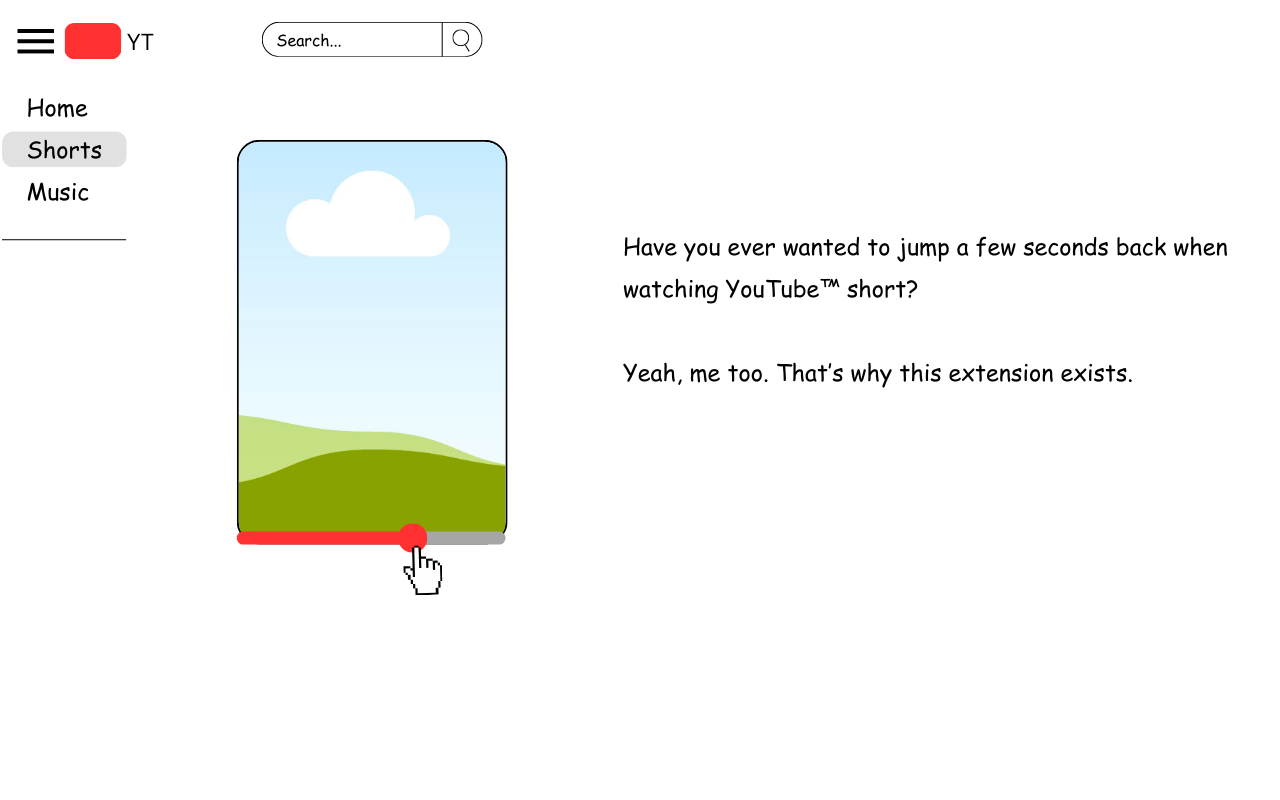 YT
Search...
Home
Shorts
Music
Have you ever wanted to jump a few seconds back when
watching YouTube™ short?
Yeah, me too. That's why this extension exists.